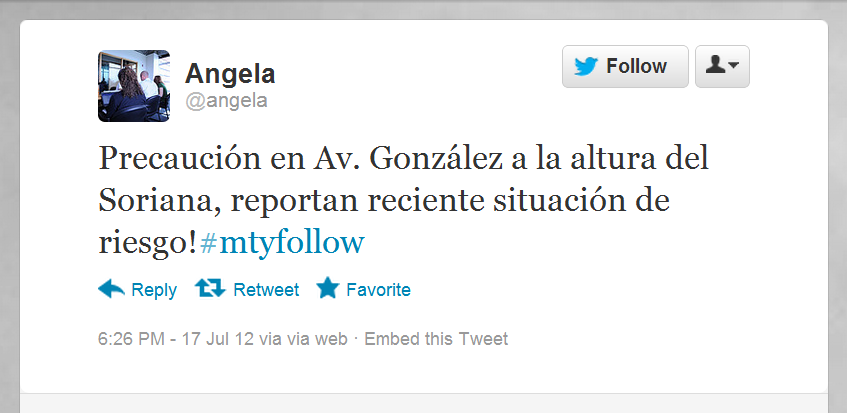 Angela
@angela
Follow
Precaución en Av. González a la altura del
Soriana, reportan reciente situación de
riesgo!#mtyfollow
Reply Retweet Favorite
6:26 PM - 17 Jul 12 via via web · Embed this Tweet